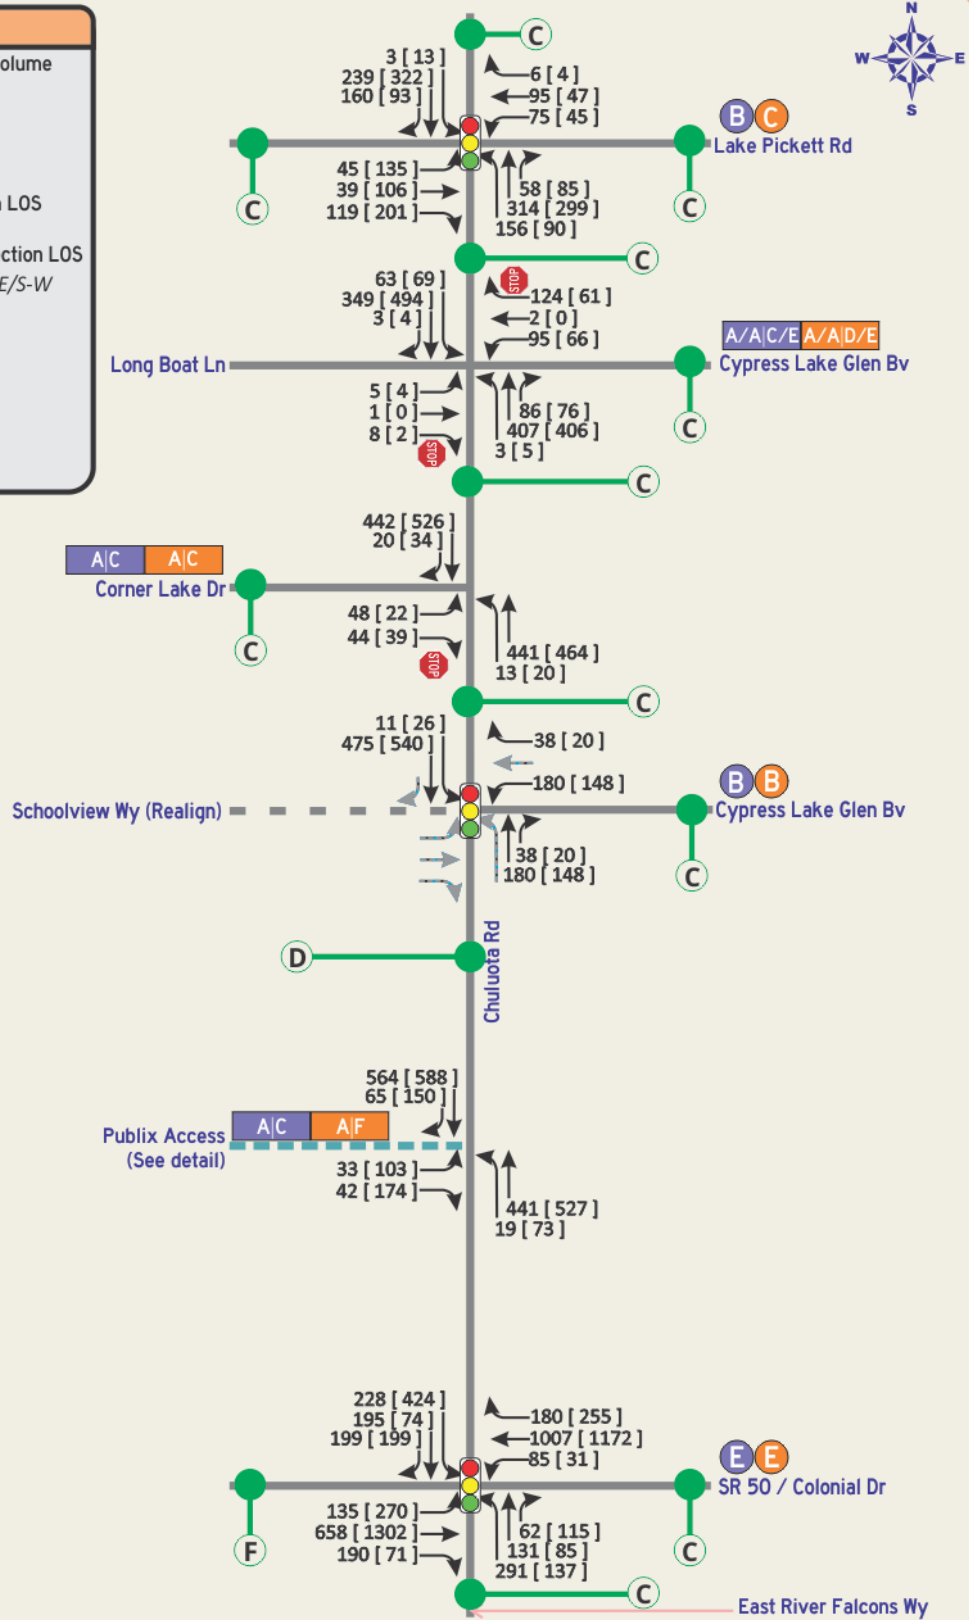 N
W
E
S
olume
LOS
ction LOS
E/S-W
C
3 [ 13 ]
239 [ 322 ]
160 [ 93 ]
6 [ 4 ]
95 [ 47 ]
75 [ 45 ]
B C
Lake Pickett Rd
45 [ 135 ]
39 [ 106 ]
119 [ 201 ]
58 [ 85 ]
314 [ 299 ]
156 [ 90 ]
C
C
C
63 [ 69 ]
349 [ 494 ]
3 [ 4 ]
STOP
124 [ 61 ]
2 [ 0 ]
95 [ 66 ]
A/A|C/E A/A|D/E
Long Boat Ln
Cypress Lake Glen Bv
5 [ 4 ]
1 [ 0 ]
8 [ 2 ]
STOP
86 [ 76 ]
407 [ 406 ]
3 [ 5 ]
C
C
442 [ 526 ]
20 [ 34 ]
A|C A|C
Corner Lake Dr
48 [ 22 ]
44 [ 39 ]
STOP
441 [ 464 ]
13 [ 20 ]
C
C
11 [ 26 ]
475 [ 540 ]
38 [ 20 ]
180 [ 148 ]
B B
Schoolview Wy (Realign)
Cypress Lake Glen Bv
38 [ 20 ]
180 [ 148 ]
C
D
Chuluota Rd
564 [ 588 ]
65 [ 150 ]
A|C A|F
Publix Access
(See detail)
33 [ 103 ]
42 [ 174 ]
441 [ 527 ]
19 [ 73 ]
228 [ 424 ]
195 [ 74 ]
199 [ 199 ]
180 [ 255 ]
1007 [ 1172 ]
85 [ 31 ]
E E
SR 50 / Colonial Dr
135 [ 270 ]
658 [ 1302 ]
190 [ 71 ]
62 [ 115 ]
131 [ 85 ]
291 [ 137 ]
F
C
C
East River Falcons Wy